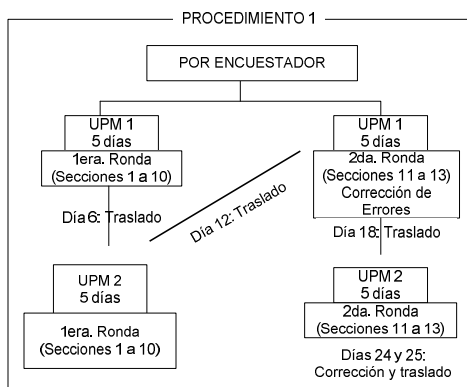 PROCEDIMIENTO 1
POR ENCUESTADOR
UPM 1
5 días
1era. Ronda
(Secciones 1 a 10)
Día 6: Traslado
UPM 2
5 días
1era. Ronda
(Secciones 1 a 10)
Día 12: Traslado
UPM 1
5 días
2da. Ronda
(Secciones 11 a 13)
Corrección de
Errores
Día 18: Traslado
UPM 2
5 días
2da. Ronda
(Secciones 11 a 13)
Días 24 y 25:
Corrección y traslado